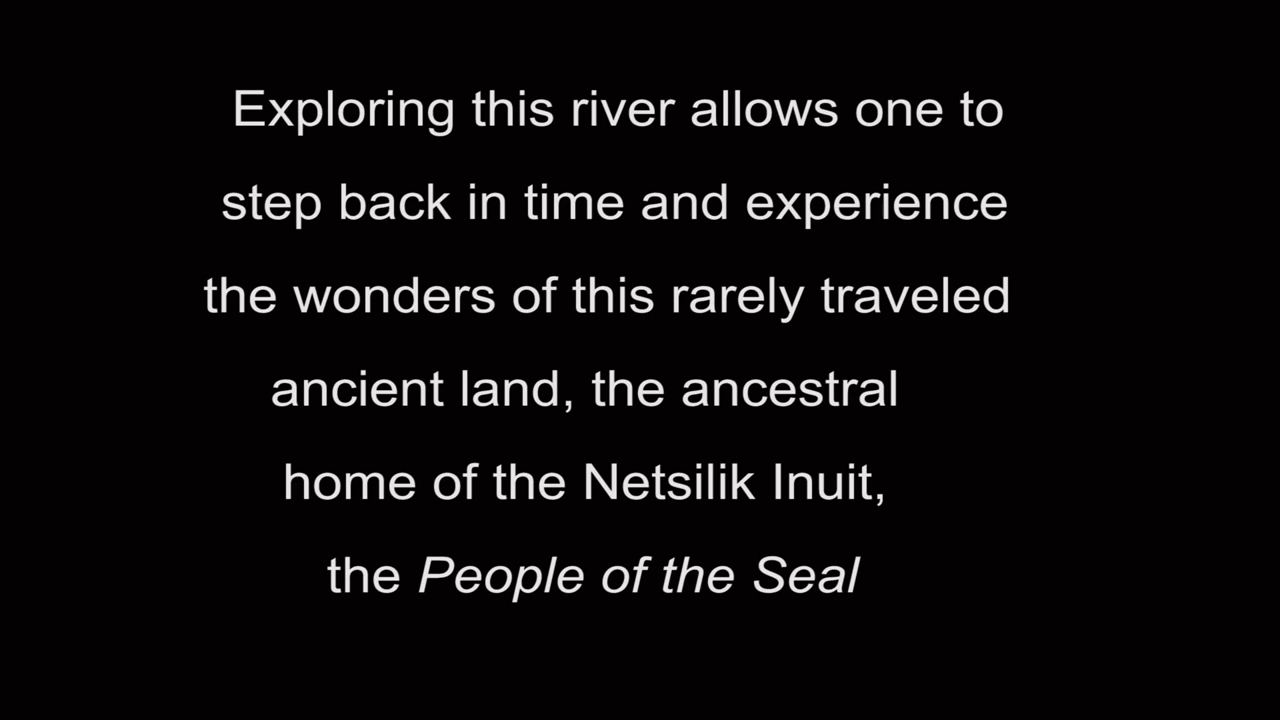 Exploring this river allows one to
step back in time and experience
the wonders of this rarely traveled
ancient land, the ancestral
home of the Netsilik Inuit,
the People of the Seal